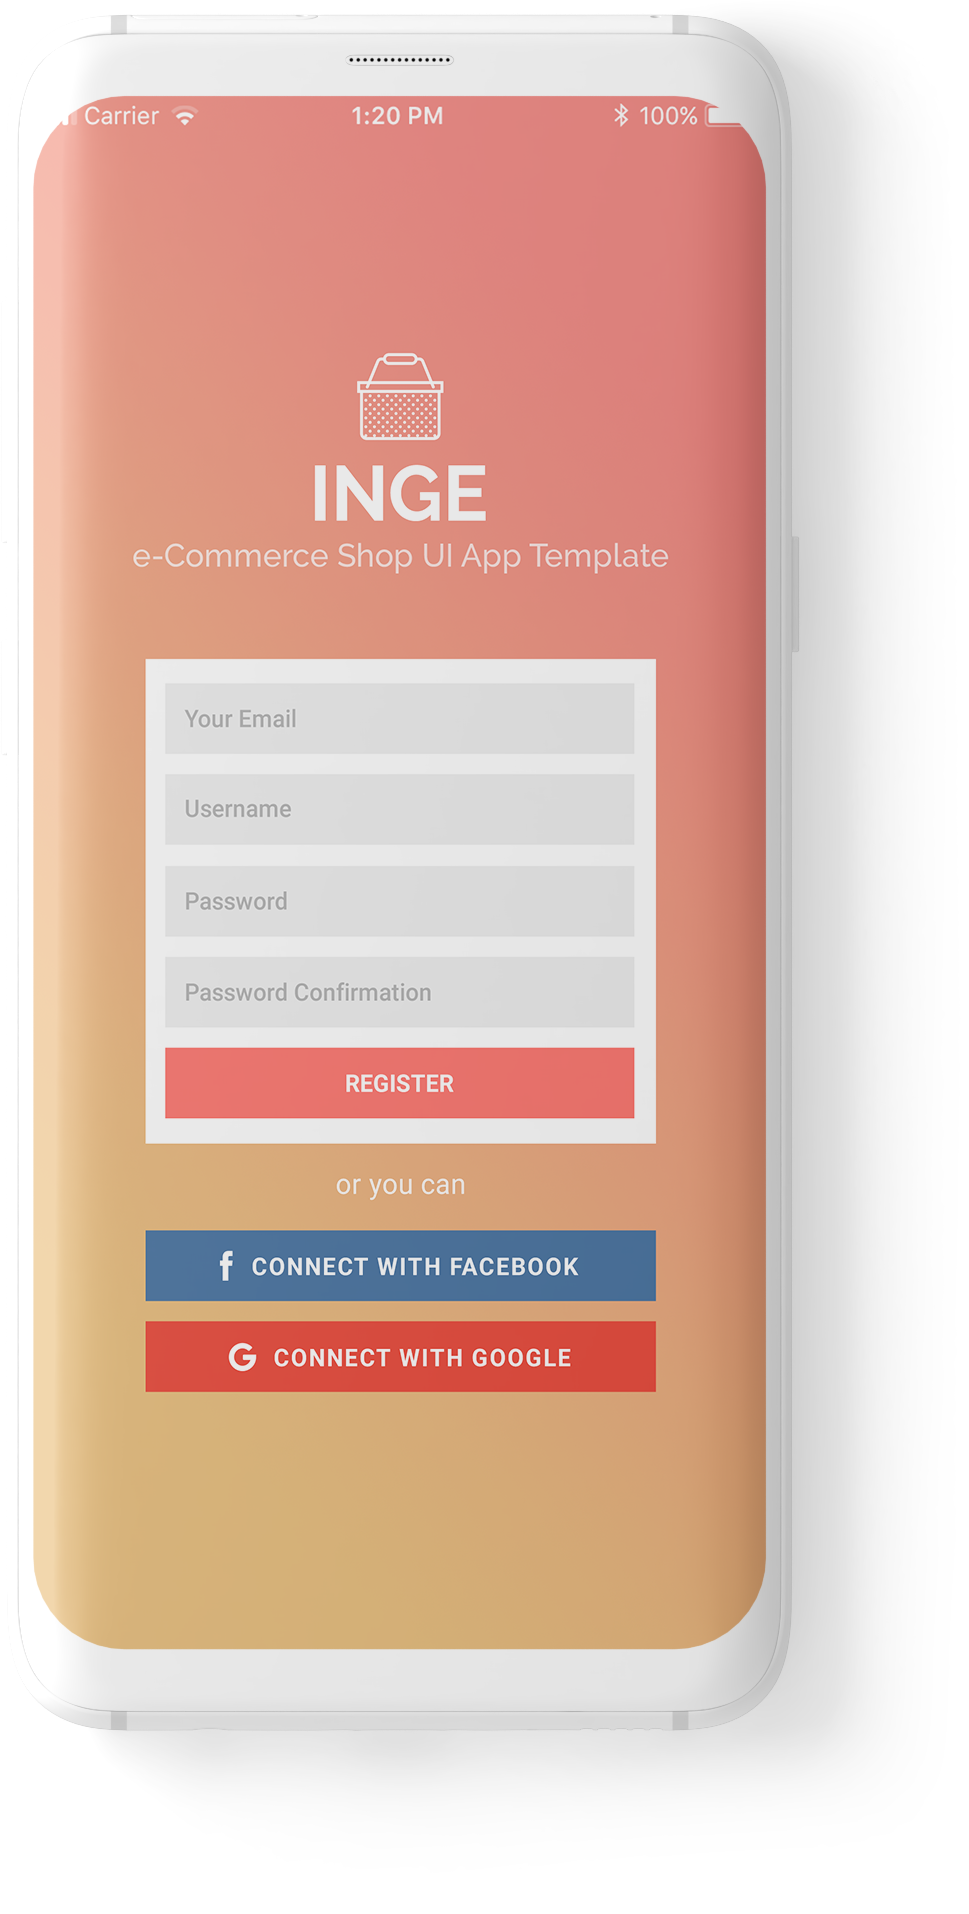 Carrier 1:20 PM 100%
INGE
e-Commerce Shop UI App Template
Your Email
Username
Password
Password Confirmation
REGISTER
or you can
f CONNECT WITH FACEBOOK
G CONNECT WITH GOOGLE